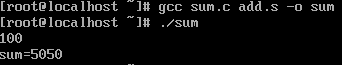 [root@localhost ~]# gcc sum.c add.s -o sum
[root@localhost ~]# ./sum
100
sum=5050